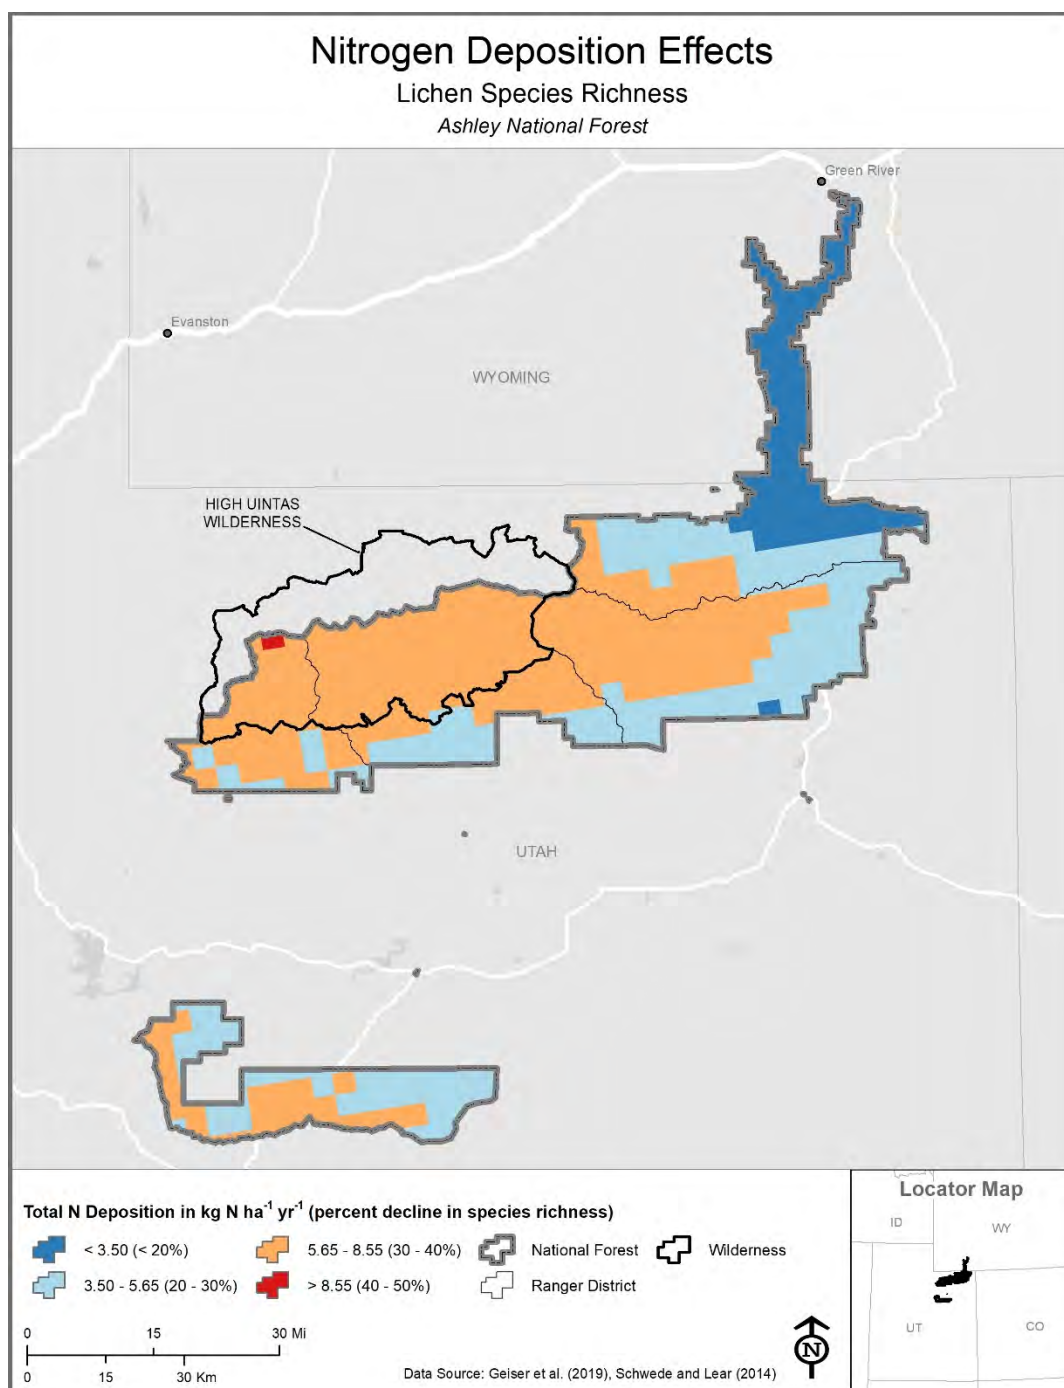 Nitrogen Deposition Effects
Lichen Species Richness
Ashley National Forest
Green River
Evanston
WYOMING
HIGH UINTAS
WILDERNESS
UTAH
Total N Deposition in kg N ha⁻¹ yr⁻¹ (percent decline in species richness)
< 3.50 (< 20%)
5.65 - 8.55 (30 - 40%)
National Forest
Wilderness
3.50 - 5.65 (20 - 30%)
> 8.55 (40 - 50%)
Ranger District
0 15 30 Mi
0 15 30 Km
N
Data Source: Geiser et al. (2019), Schwede and Lear (2014)
Locator Map
ID
WY
UT
CO